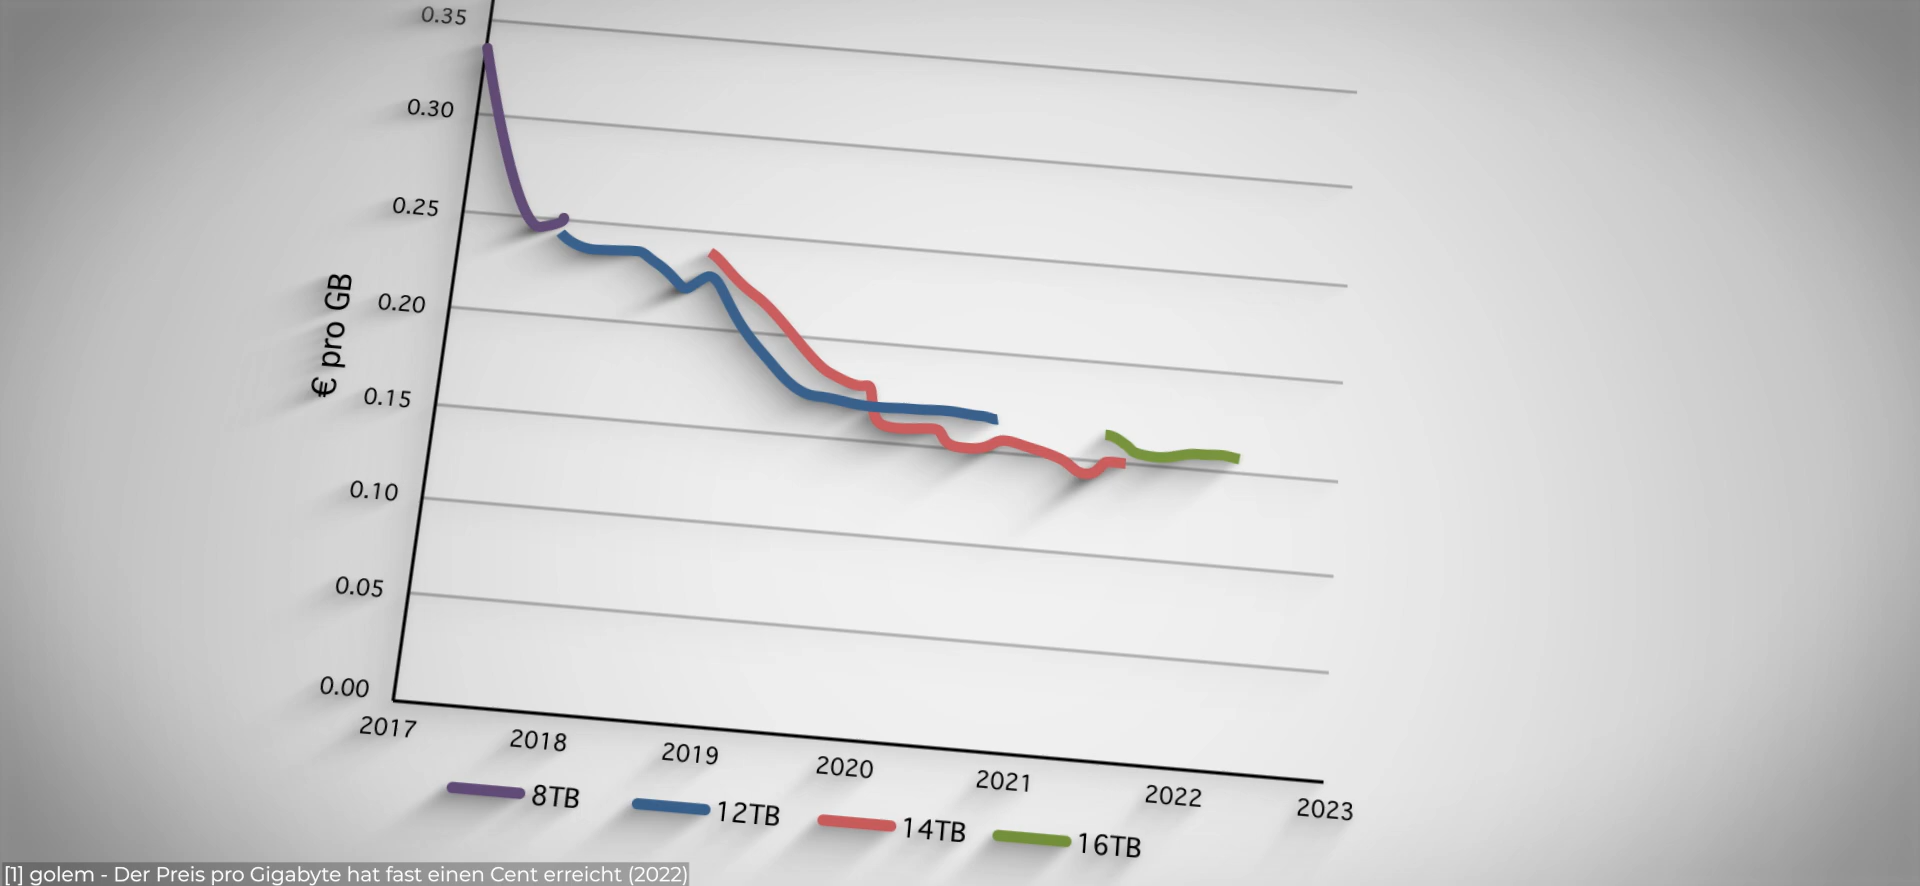 0.35
0.30
0.25
0.20
0.15
0.10
0.05
0.00
€ pro GB
2017 2018 2019 2020 2021 2022 2023
8TB 12TB 14TB 16TB
[1] golem - Der Preis pro Gigabyte hat fast einen Cent erreicht (2022)